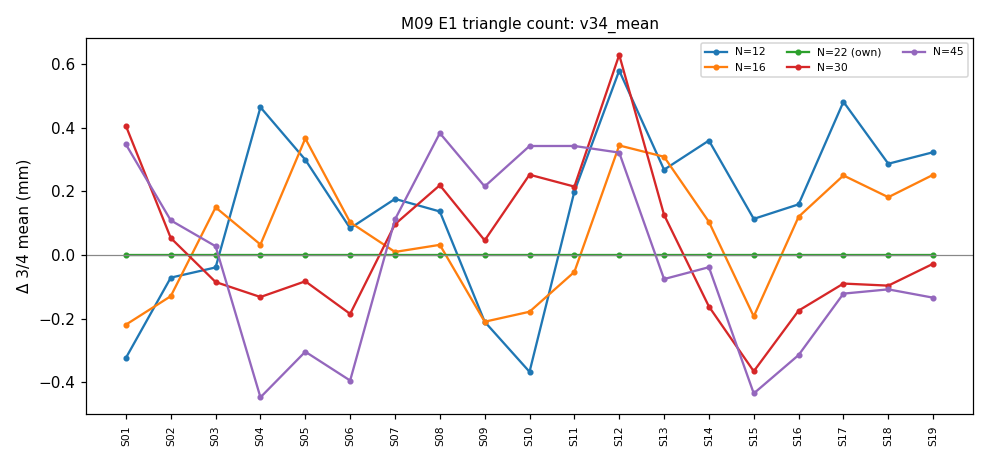 M09 E1 triangle count: v34_mean
N=12
N=16
N=22 (own)
N=30
N=45
Δ 3/4 mean (mm)
0.6
0.4
0.2
0.0
−0.2
−0.4
S01 S02 S03 S04 S05 S06 S07 S08 S09 S10 S11 S12 S13 S14 S15 S16 S17 S18 S19